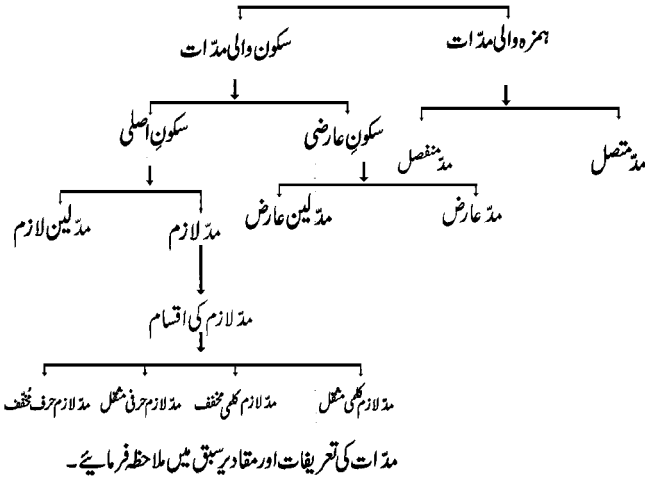 ہمزہ والی مدّات سکون والی مدّات
سکونِ عارضی سکونِ اصلی
مدّ متصل مدّ منفصل
مدّ عارض مدّ لین عارض مدّ لازم مدّ لین لازم
مدّ لازم کی اقسام
مدّ لازم کلمی مثقل مدّ لازم کلمی مخفف مدّ لازم حرفی مثقل مدّ لازم حرف مُخفّف
مدّات کی تعریفات اور مقادیر سبق میں ملاحظہ فرمائیے۔